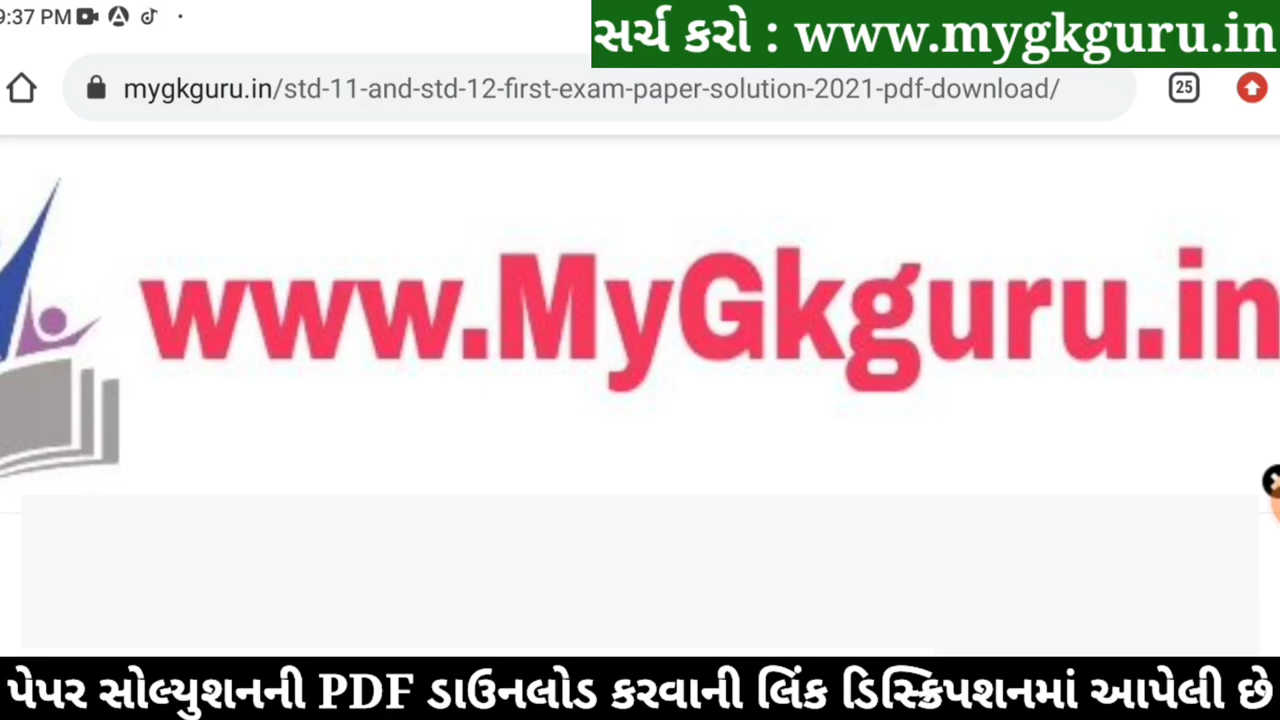 9:37 PM
સર્ચ કરો : www.mygkguru.in
mygkguru.in/std-11-and-std-12-first-exam-paper-solution-2021-pdf-download/
25
www.MyGkguru.in
પેપર સોલ્યુશનની PDF ડાઉનલોડ કરવાની લિંક ડિસ્ક્રિપશનમાં આપેલી છે